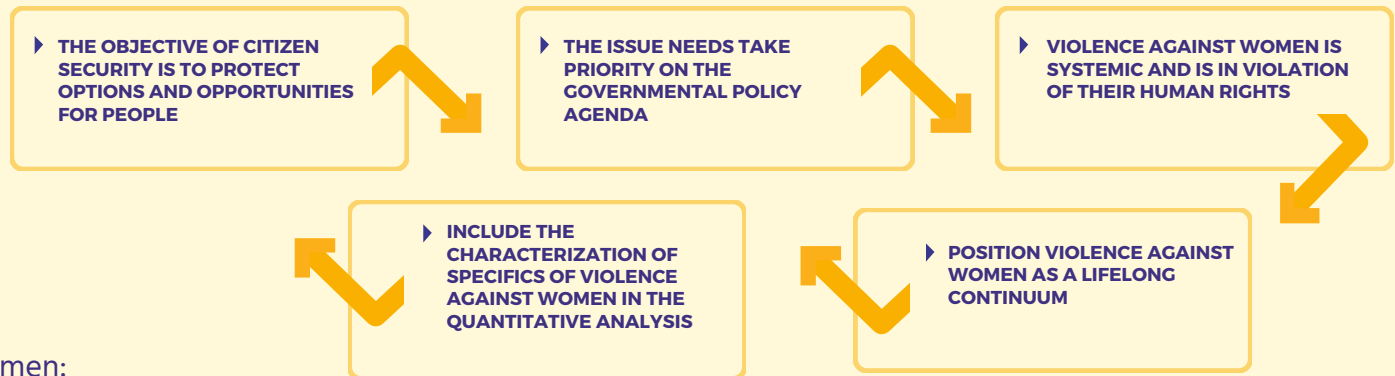 THE OBJECTIVE OF CITIZEN
SECURITY IS TO PROTECT
OPTIONS AND OPPORTUNITIES
FOR PEOPLE
THE ISSUE NEEDS TAKE
PRIORITY ON THE
GOVERNMENTAL POLICY
AGENDA
VIOLENCE AGAINST WOMEN IS
SYSTEMIC AND IS IN VIOLATION
OF THEIR HUMAN RIGHTS
POSITION VIOLENCE AGAINST
WOMEN AS A LIFELONG
CONTINUUM
INCLUDE THE
CHARACTERIZATION OF
SPECIFICS OF VIOLENCE
AGAINST WOMEN IN THE
QUANTITATIVE ANALYSIS
men: